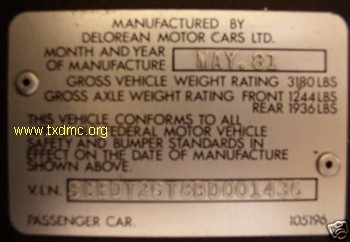 MANUFACTURED BY
DELOREAN MOTOR CARS LTD.
MONTH AND YEAR
OF MANUFACTURE MAY.81
GROSS VEHICLE WEIGHT RATING 3180 LBS
GROSS AXLE WEIGHT RATING FRONT 1244 LBS
REAR 1936 LBS
THIS VEHICLE CONFORMS TO ALL
www.txdmc.org
FEDERAL MOTOR VEHICLE
SAFETY AND BUMPER STANDARDS IN
EFFECT ON THE DATE OF MANUFACTURE
SHOWN ABOVE.
V.I.N.
PASSENGER CAR. 105196